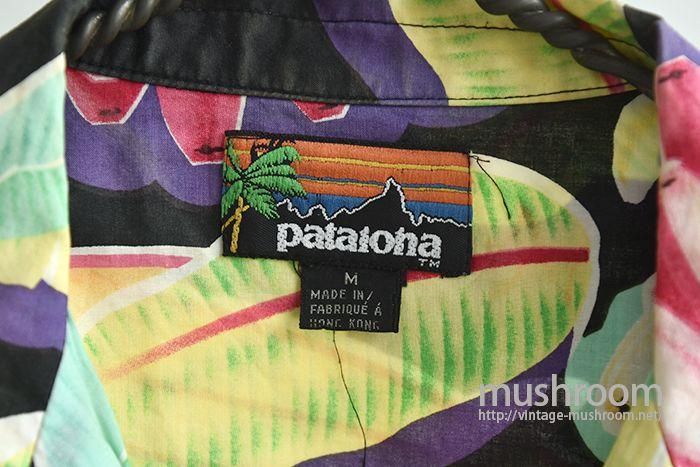 pataloha
TM
M
MADE IN/
FABRIQUÉ À
HONG KONG
mushroom
http://vintage-mushroom.net/